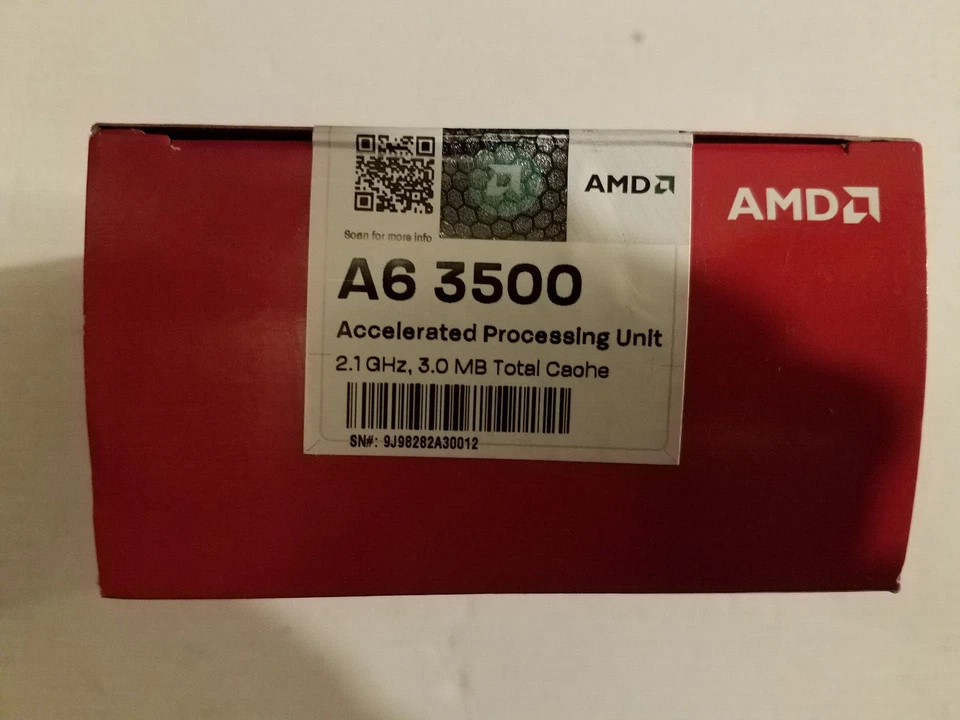 AMD
AMD
Scan for more info
A6 3500
Accelerated Processing Unit
2.1 GHz, 3.0 MB Total Cache
SN#: 9J98282A30012